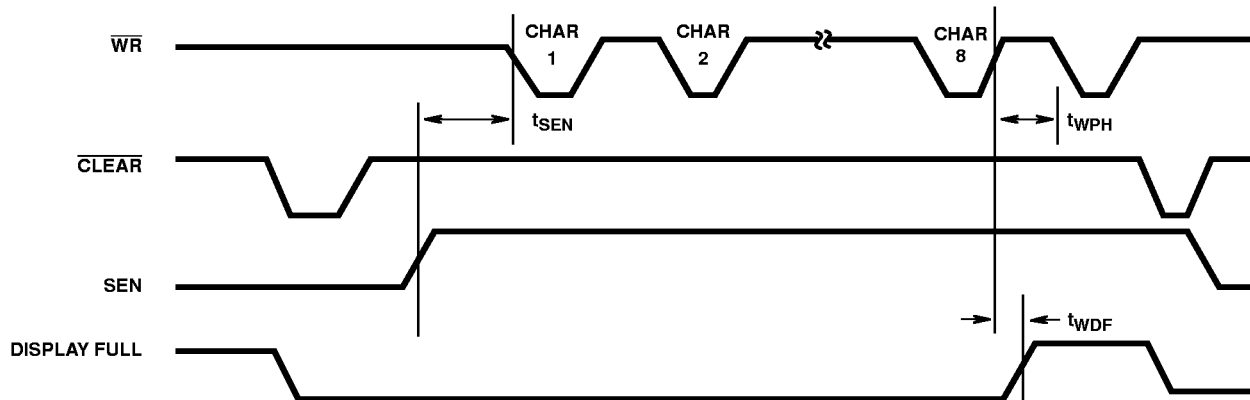 WR
CHAR
1
CHAR
2
CHAR
8
tSEN
tWPH
CLEAR
SEN
DISPLAY FULL
tWDF